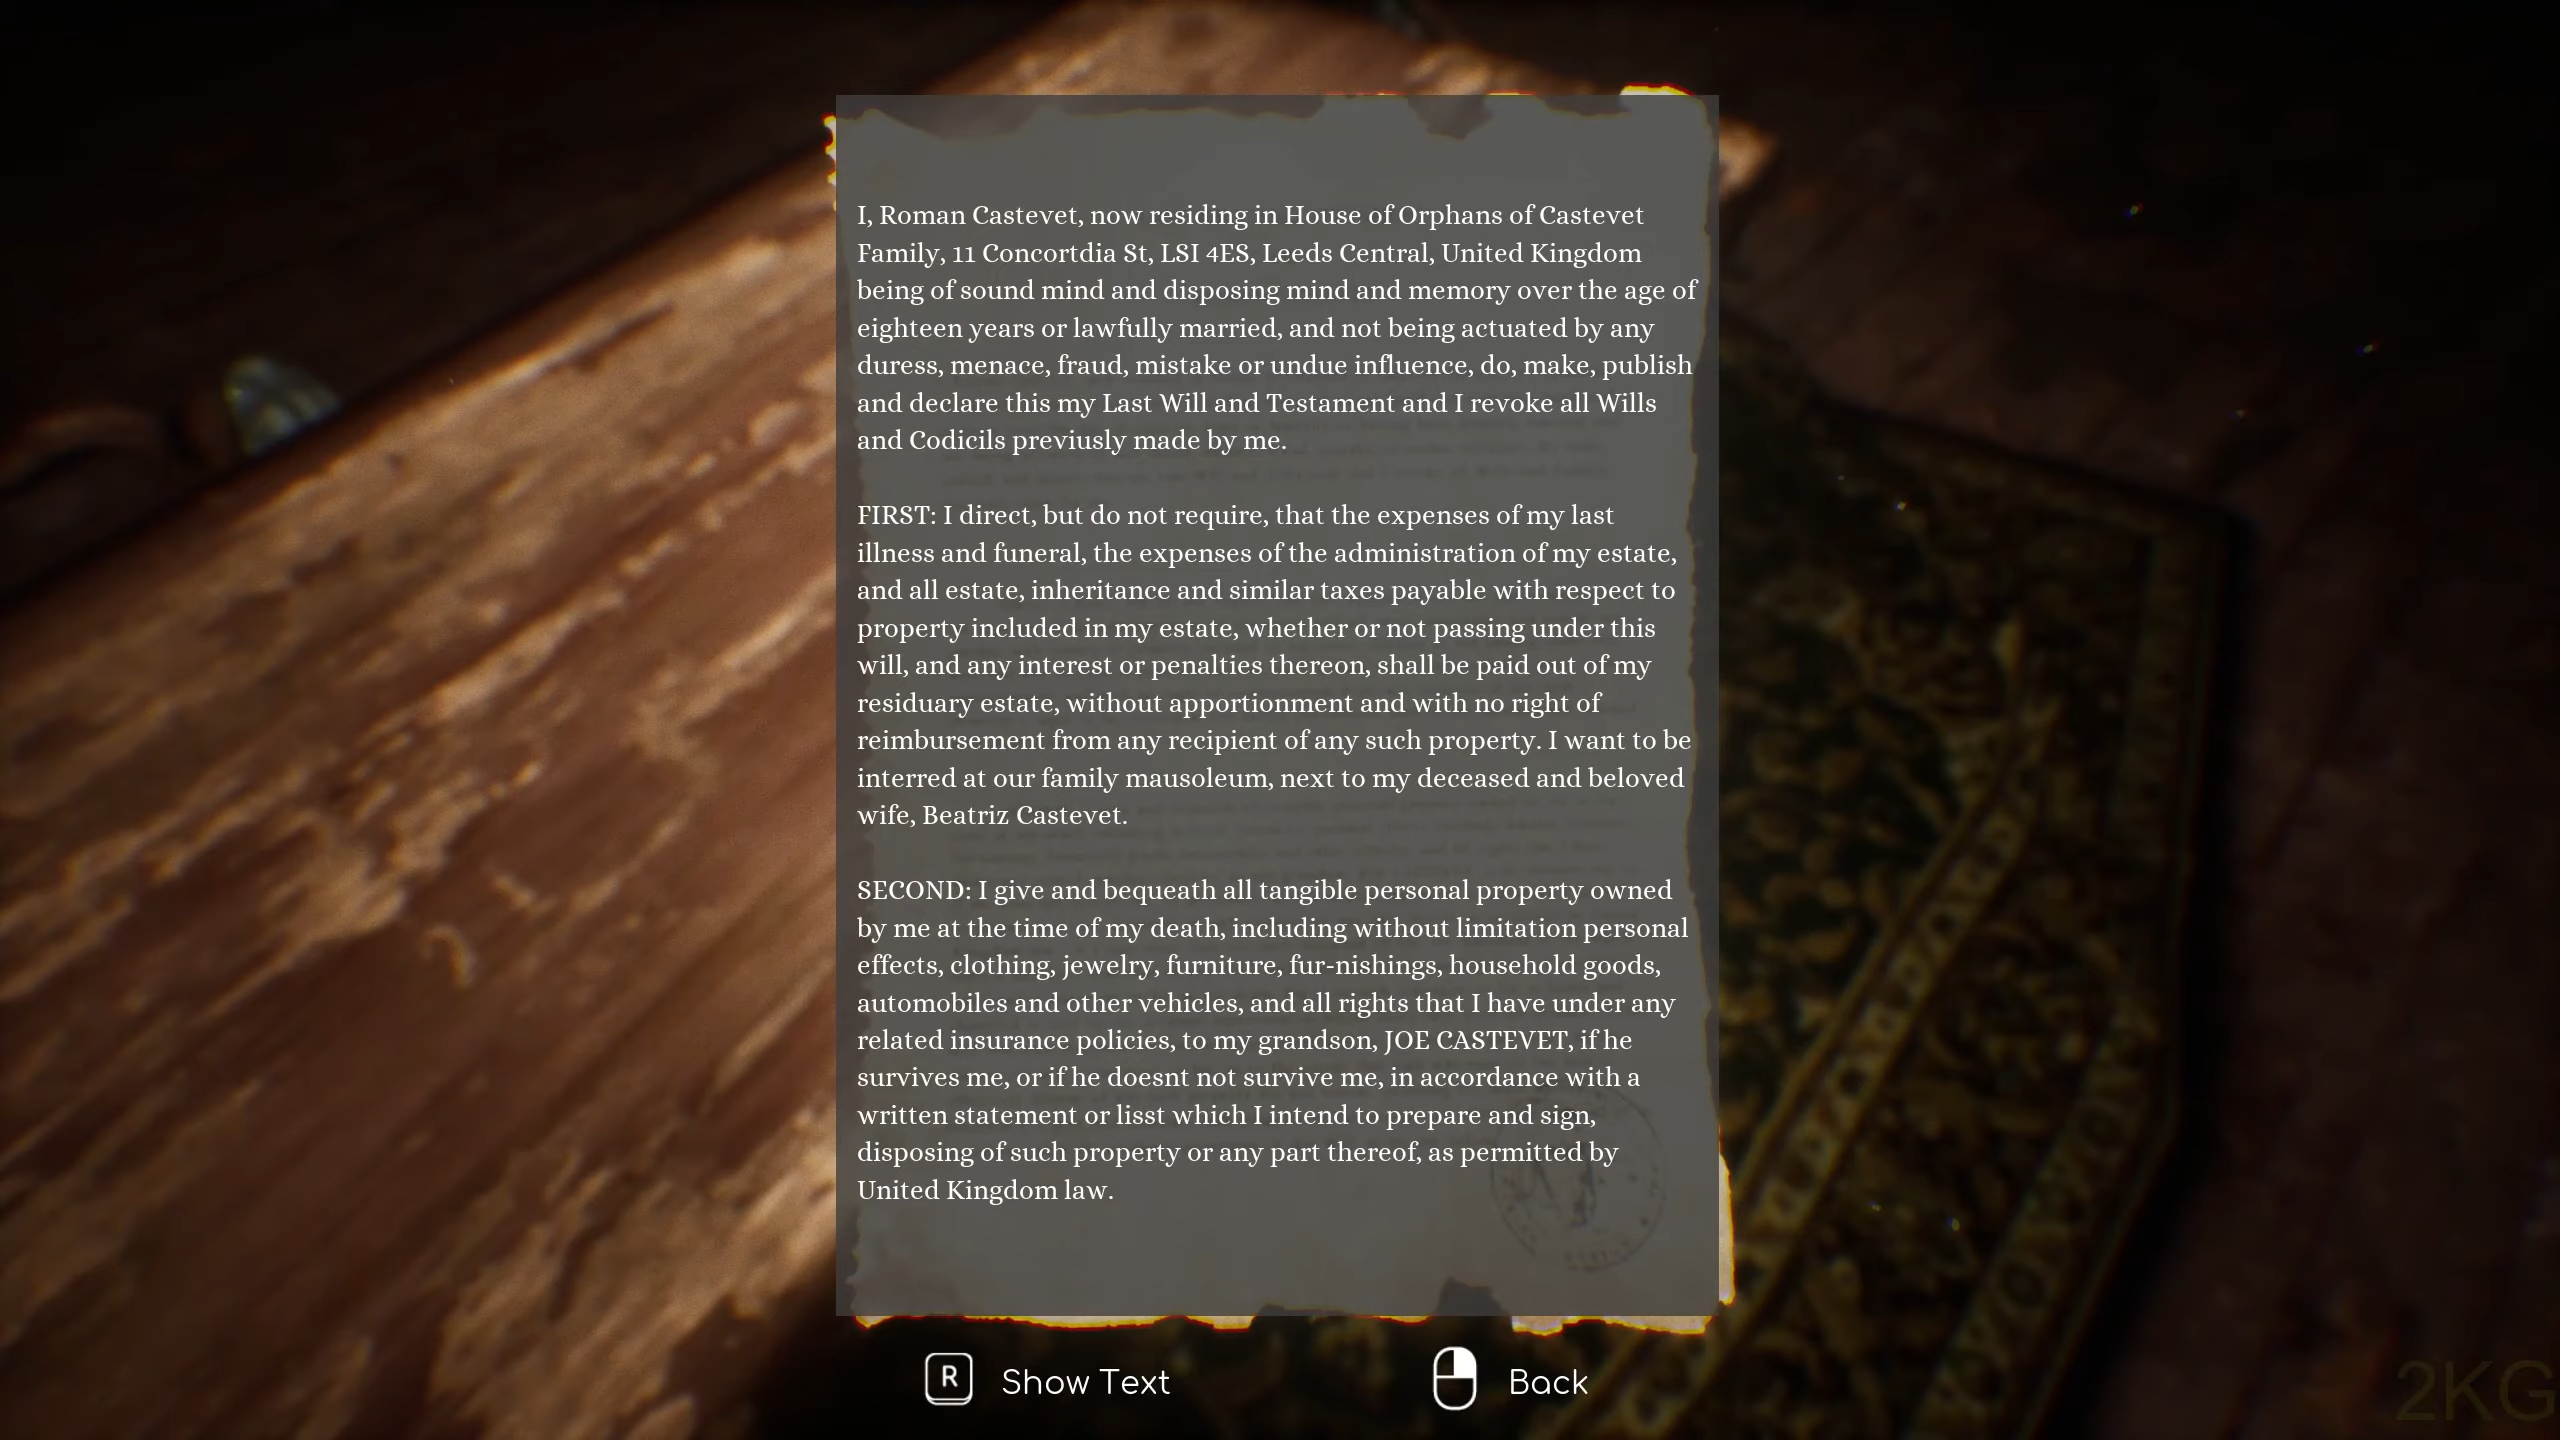 I, Roman Castevet, now residing in House of Orphans of Castevet
Family, 11 Concortdia St, LSI 4ES, Leeds Central, United Kingdom
being of sound mind and disposing mind and memory over the age of
eighteen years or lawfully married, and not being actuated by any
duress, menace, fraud, mistake or undue influence, do, make, publish
and declare this my Last Will and Testament and I revoke all Wills
and Codicils previusly made by me.
FIRST: I direct, but do not require, that the expenses of my last
illness and funeral, the expenses of the administration of my estate,
and all estate, inheritance and similar taxes payable with respect to
property included in my estate, whether or not passing under this
will, and any interest or penalties thereon, shall be paid out of my
residuary estate, without apportionment and with no right of
reimbursement from any recipient of any such property. I want to be
interred at our family mausoleum, next to my deceased and beloved
wife, Beatriz Castevet.
SECOND: I give and bequeath all tangible personal property owned
by me at the time of my death, including without limitation personal
effects, clothing, jewelry, furniture, fur-nishings, household goods,
automobiles and other vehicles, and all rights that I have under any
related insurance policies, to my grandson, JOE CASTEVET, if he
survives me, or if he doesnt not survive me, in accordance with a
written statement or lisst which I intend to prepare and sign,
disposing of such property or any part thereof, as permitted by
United Kingdom law.
R Show Text Back
2KG